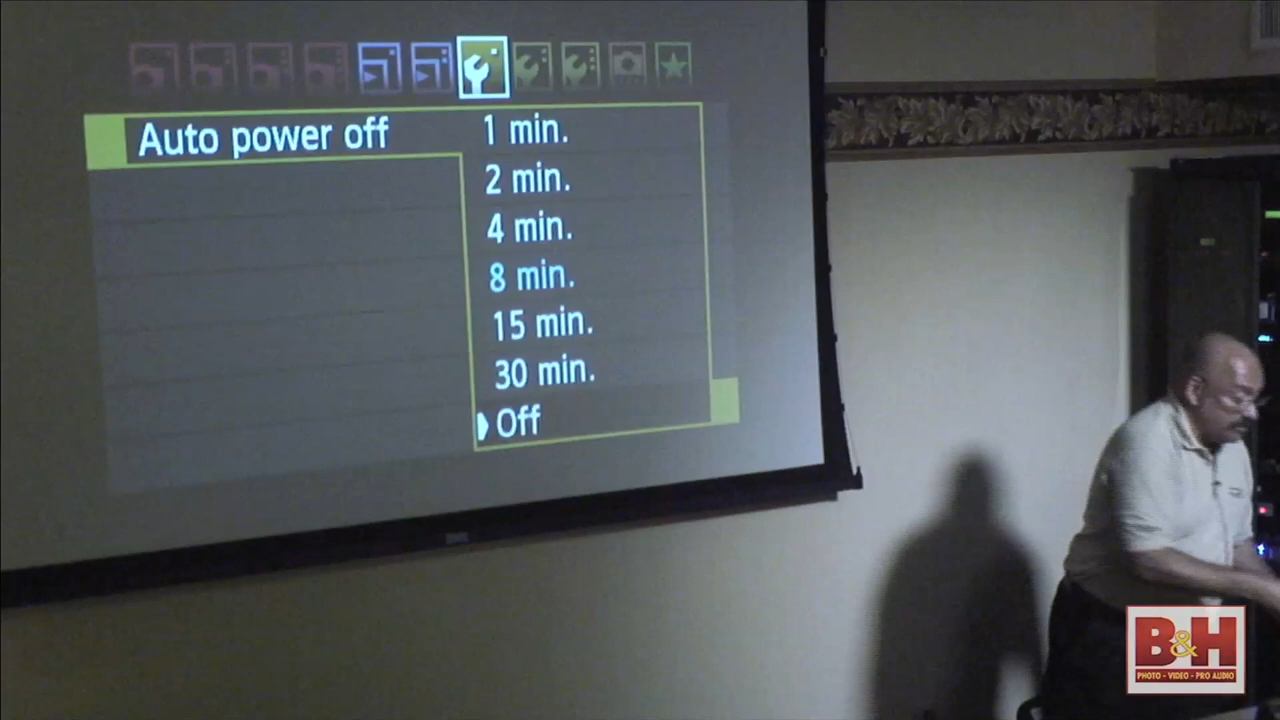 Auto power off
1 min.
2 min.
4 min.
8 min.
15 min.
30 min.
Off
B&H
PHOTO - VIDEO - PRO AUDIO